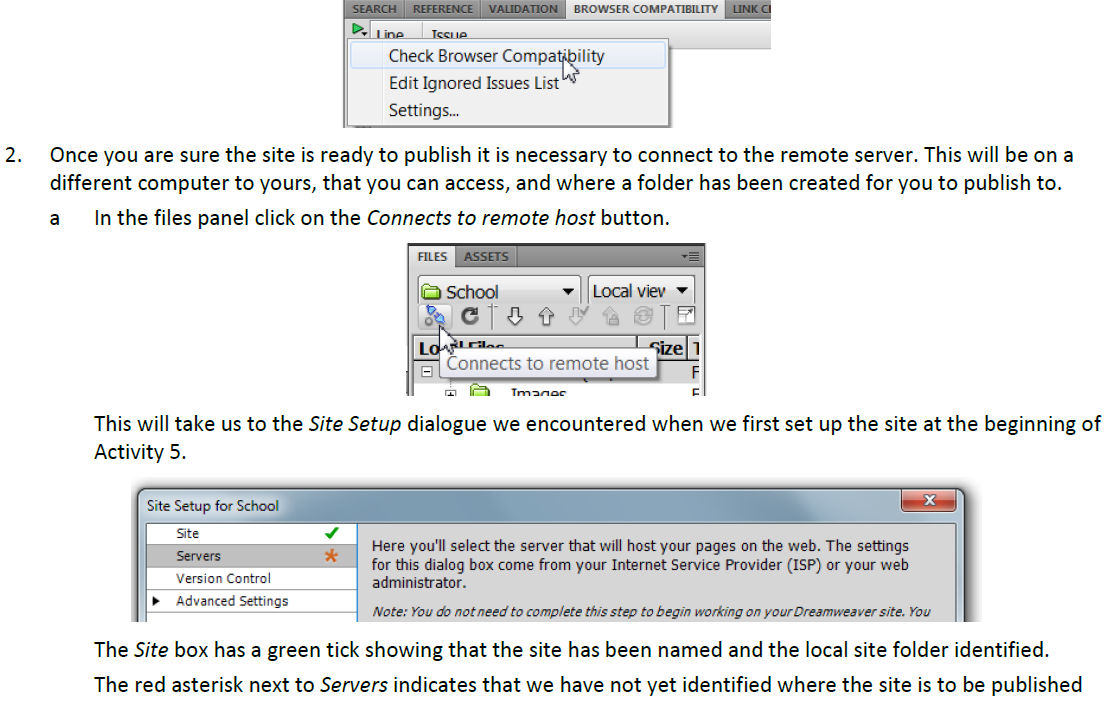 SEARCH REFERENCE VALIDATION BROWSER COMPATIBILITY LINK
Line Issue
Check Browser Compatibility
Edit Ignored Issues List
Settings...
2. Once you are sure the site is ready to publish it is necessary to connect to the remote server. This will be on a
different computer to yours, that you can access, and where a folder has been created for you to publish to.
a In the files panel click on the Connects to remote host button.
FILES ASSETS
School Local view
Size
Connects to remote host
Images
This will take us to the Site Setup dialogue we encountered when we first set up the site at the beginning of
Activity 5.
Site Setup for School
Site
Servers
Version Control
Advanced Settings
Here you'll select the server that will host your pages on the web. The settings
for this dialog box come from your Internet Service Provider (ISP) or your web
administrator.
Note: You do not need to complete this step to begin working on your Dreamweaver site. You
The Site box has a green tick showing that the site has been named and the local site folder identified.
The red asterisk next to Servers indicates that we have not yet identified where the site is to be published